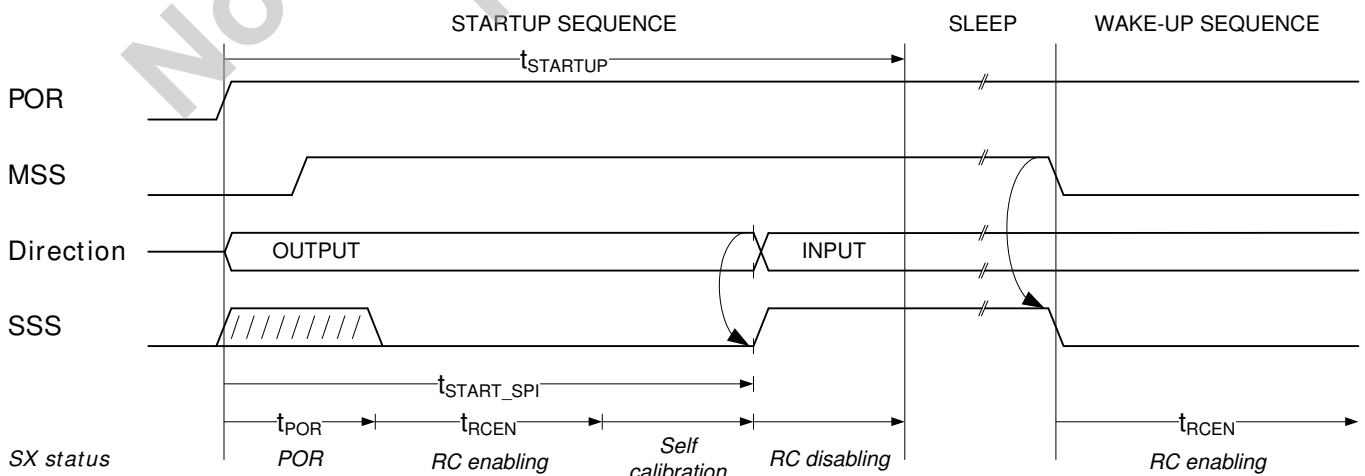 STARTUP SEQUENCE SLEEP WAKE-UP SEQUENCE
tSTARTUP
POR
MSS
Direction OUTPUT INPUT
SSS
tSTART_SPI
tPOR tRCEN tRCEN
SX status POR RC enabling Self calibration RC disabling RC enabling
No